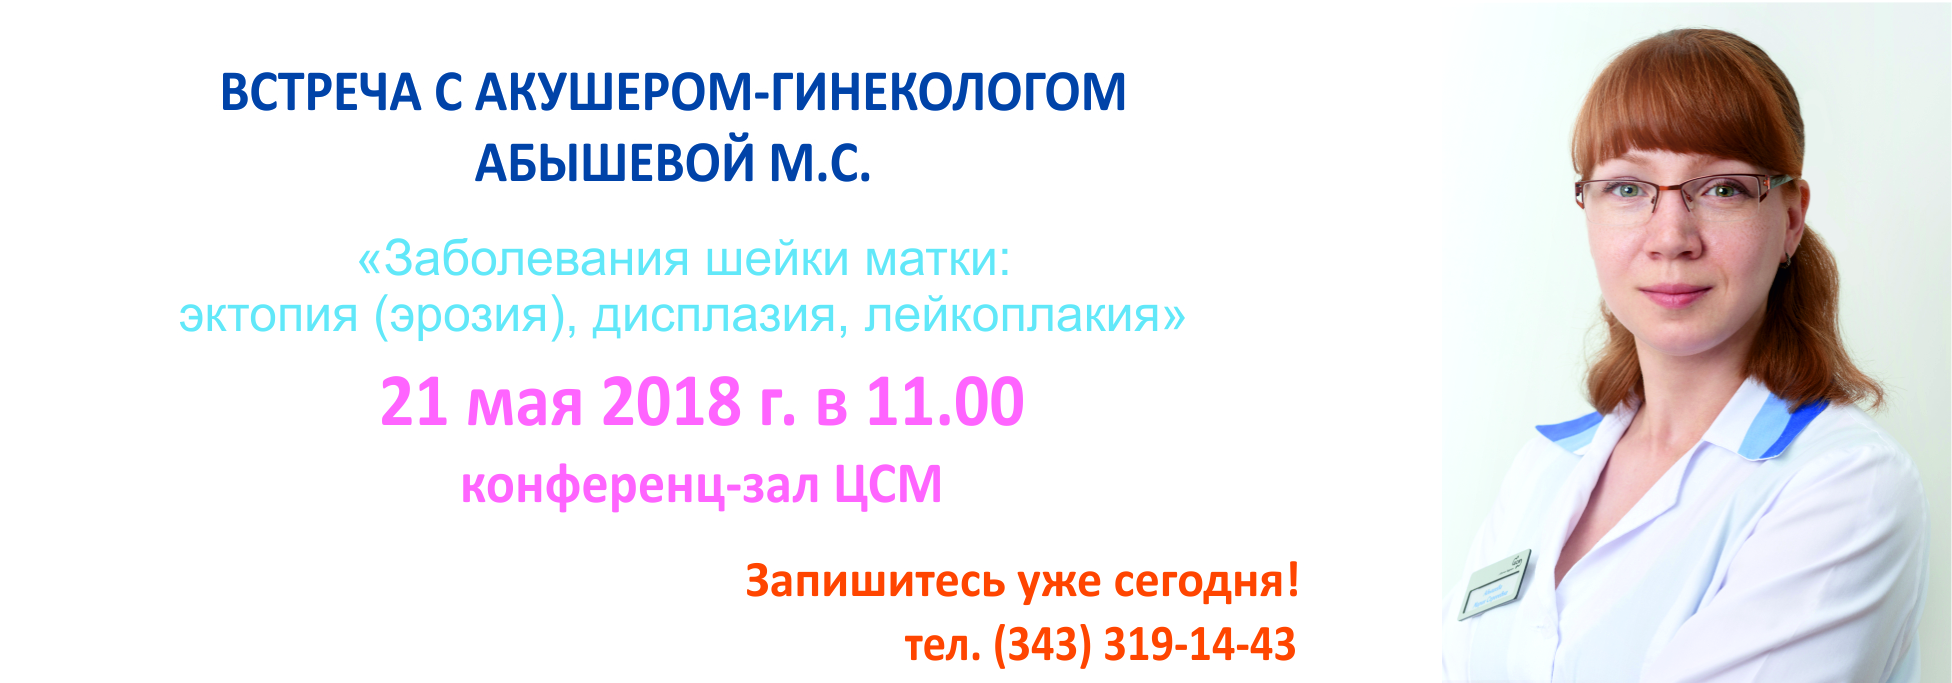 ВСТРЕЧА С АКУШЕРОМ-ГИНЕКОЛОГОМ
АБЫШЕВОЙ М.С.
«Заболевания шейки матки:
эктопия (эрозия), дисплазия, лейкоплакия»
21 мая 2018 г. в 11.00
конференц-зал ЦСМ
Запишитесь уже сегодня!
тел. (343) 319-14-43